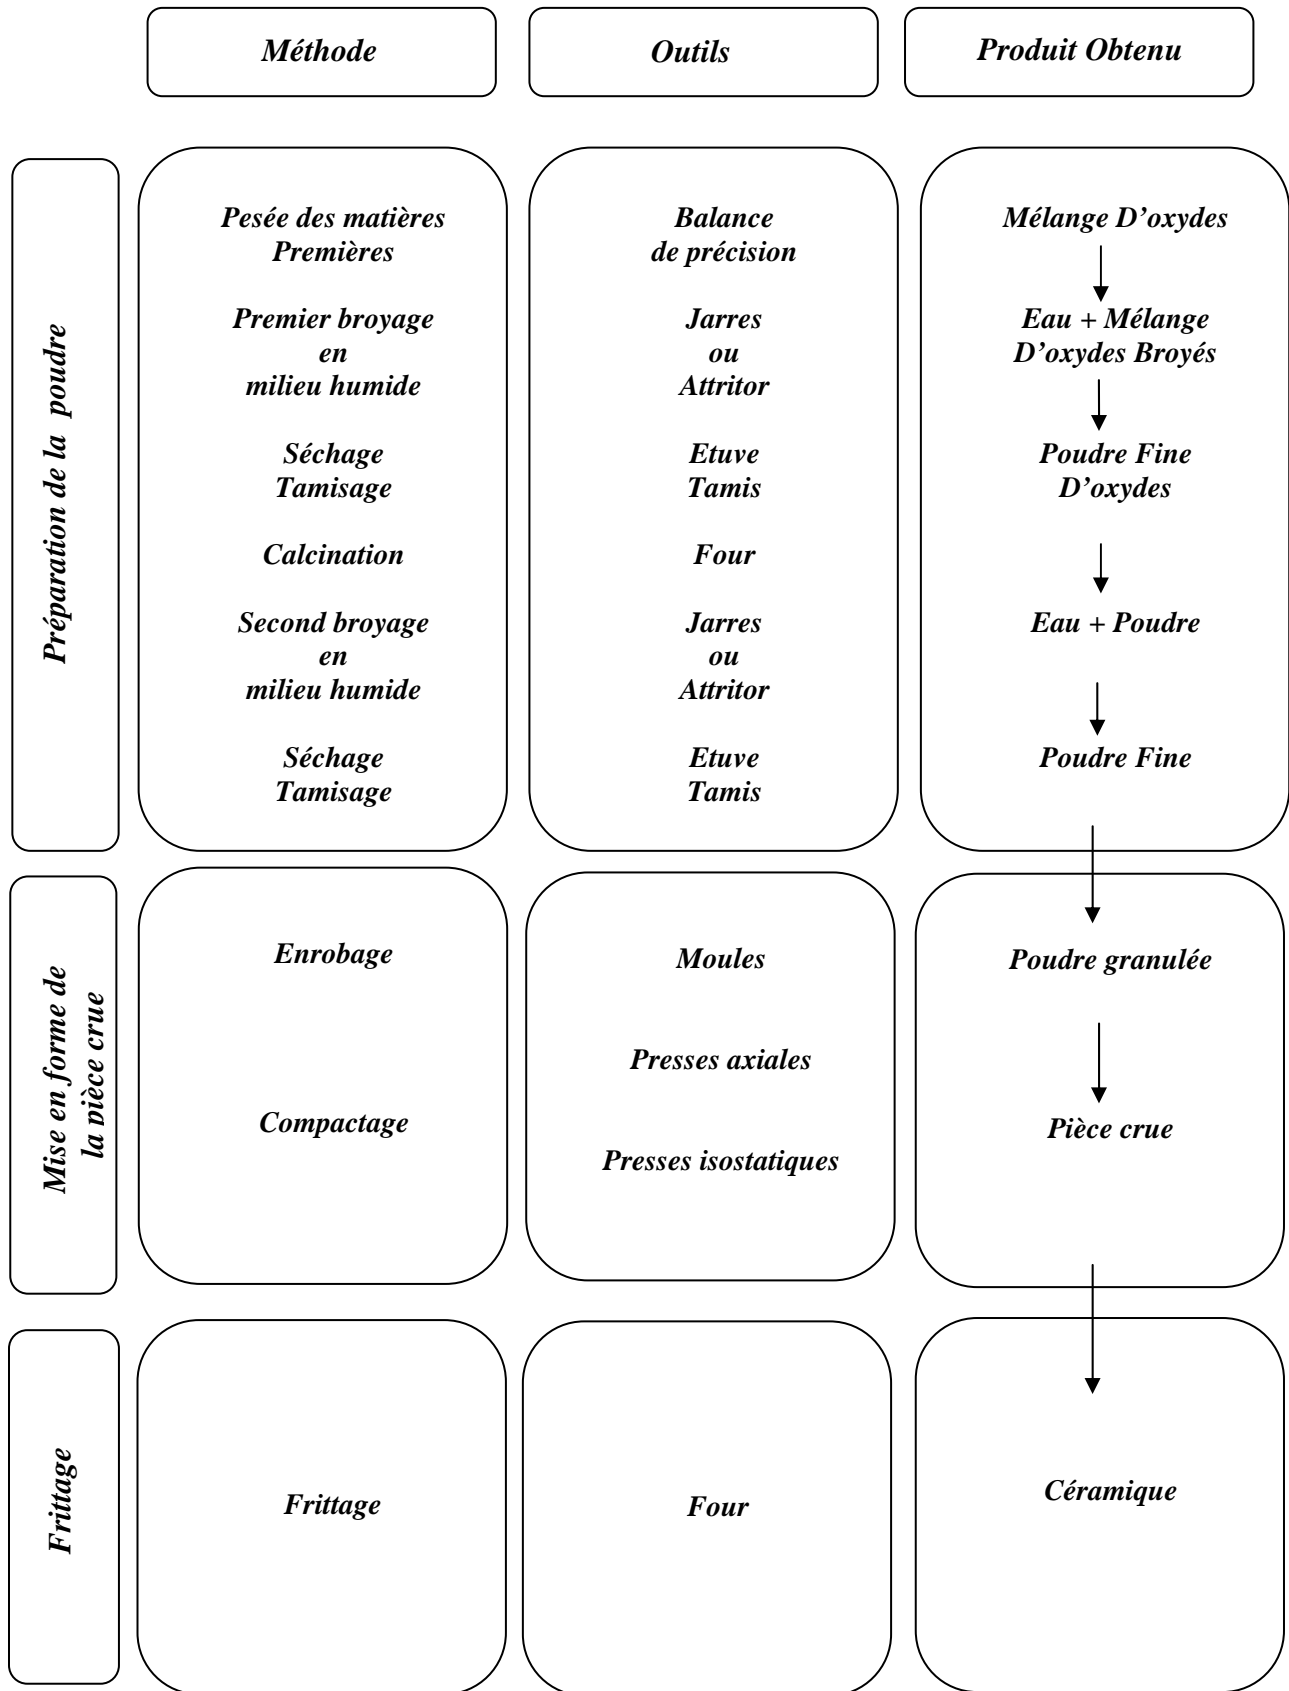 Méthode
Outils
Produit Obtenu
Préparation de la poudre
Pesée des matières
Premières
Premier broyage
en
milieu humide
Séchage
Tamisage
Calcination
Second broyage
en
milieu humide
Séchage
Tamisage
Balance
de précision
Jarres
ou
Attritor
Etuve
Tamis
Four
Jarres
ou
Attritor
Etuve
Tamis
Mélange D'oxydes
Eau + Mélange
D'oxydes Broyés
Poudre Fine
D'oxydes
Eau + Poudre
Poudre Fine
Mise en forme de
la pièce crue
Enrobage
Compactage
Moules
Presses axiales
Presses isostatiques
Poudre granulée
Pièce crue
Frittage
Frittage
Four
Céramique